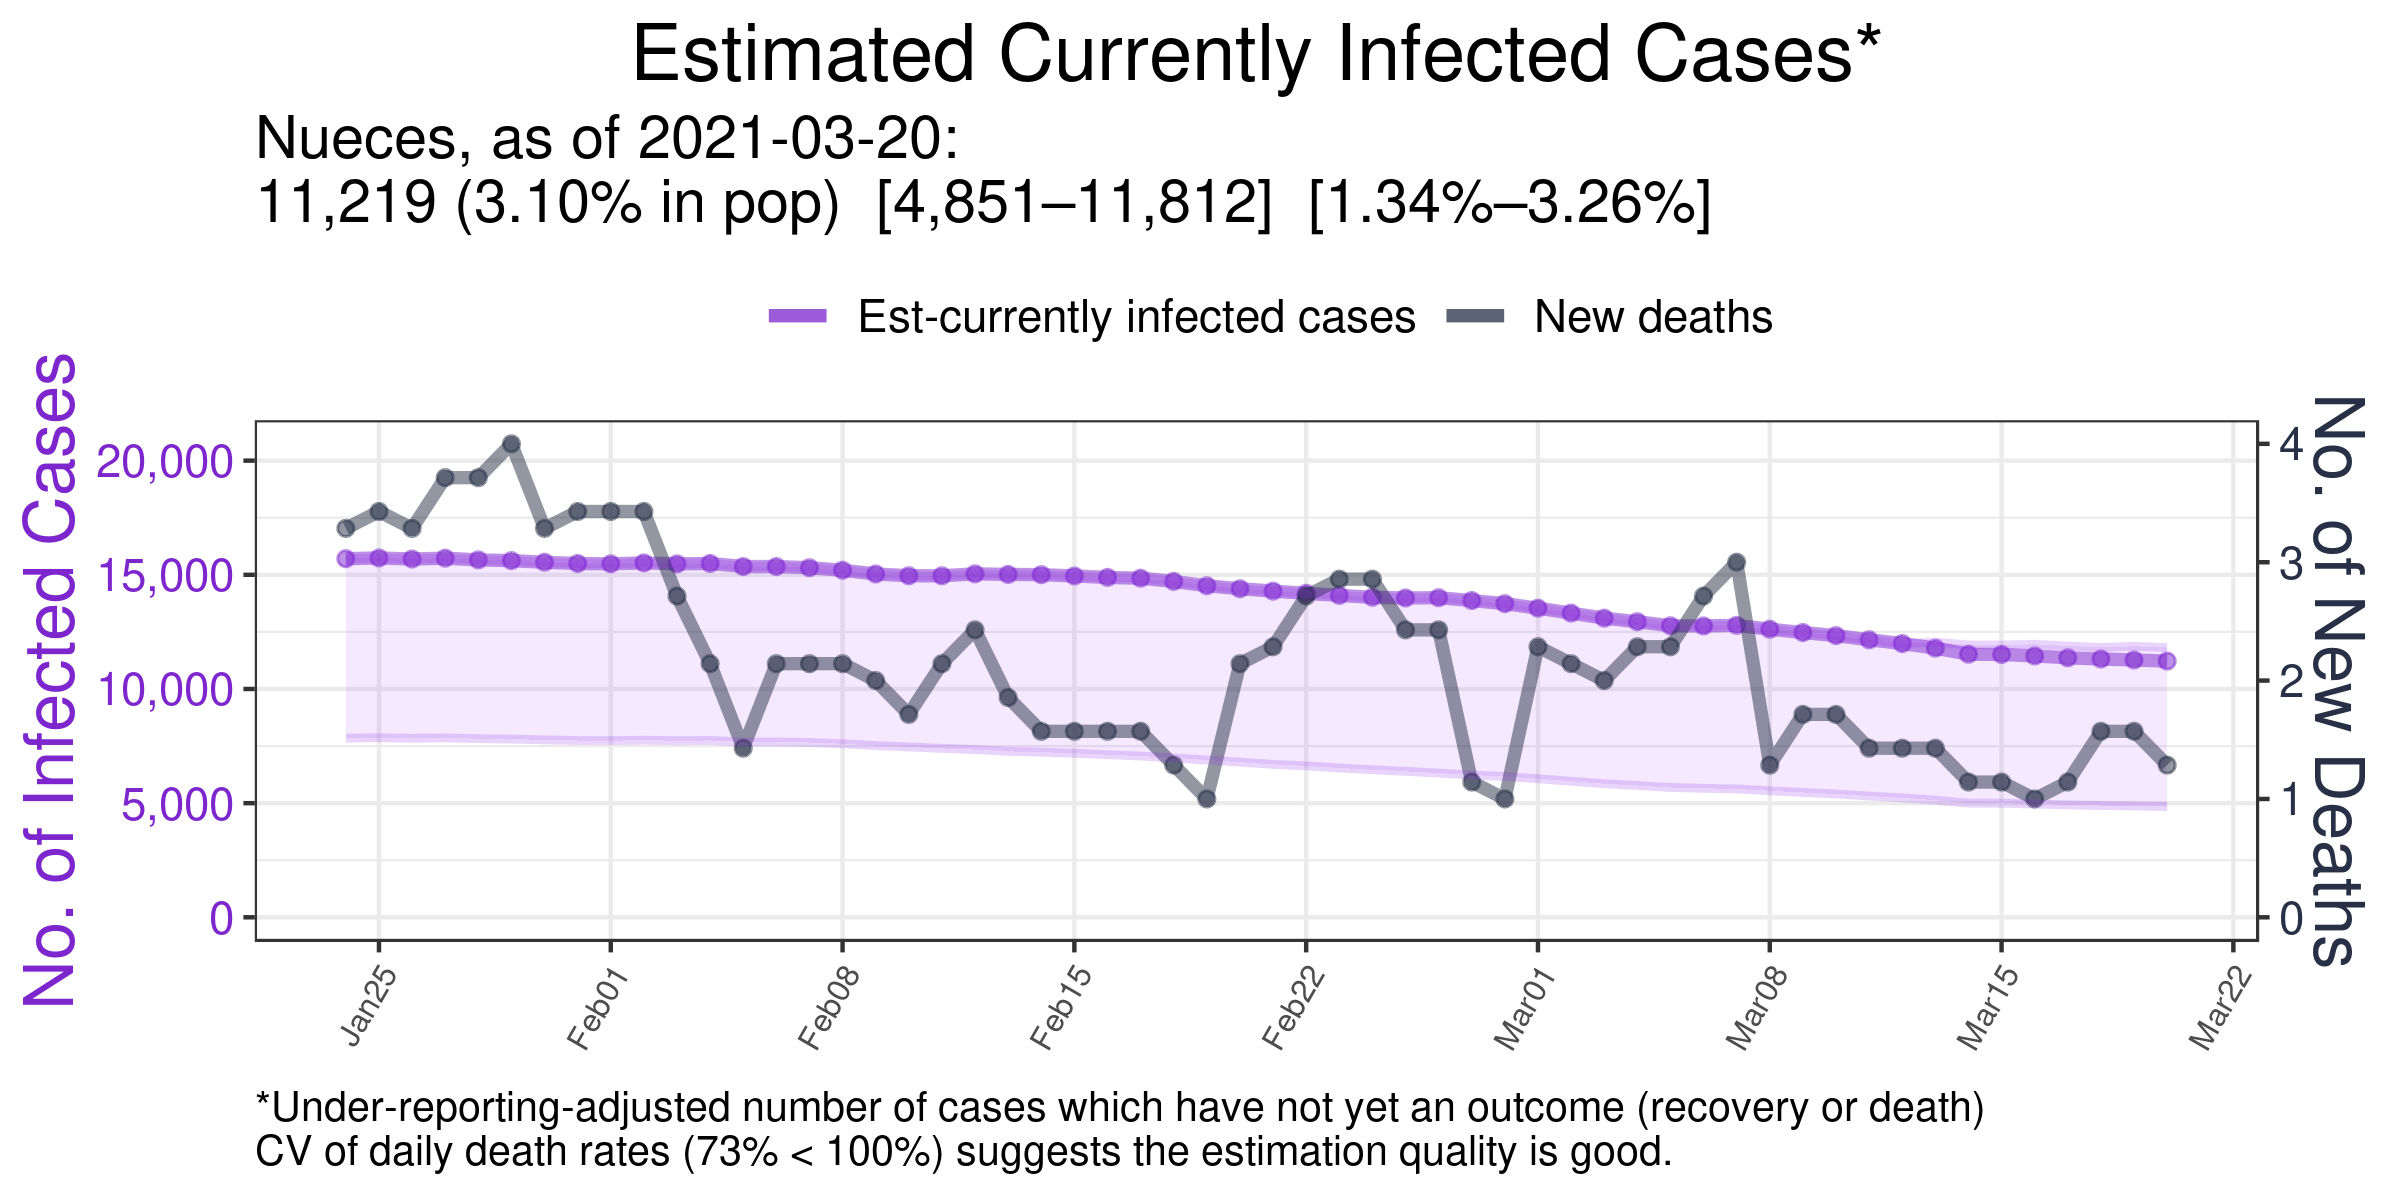 Estimated Currently Infected Cases*
Nueces, as of 2021-03-20:
11,219 (3.10% in pop)  [4,851–11,812]  [1.34%–3.26%]
Est-currently infected cases
New deaths
No. of Infected Cases
20,000
15,000
10,000
5,000
0
4
3
2
1
0
No. of New Deaths
Jan25
Feb01
Feb08
Feb15
Feb22
Mar01
Mar08
Mar15
Mar22
*Under-reporting-adjusted number of cases which have not yet an outcome (recovery or death)
CV of daily death rates (73% < 100%) suggests the estimation quality is good.